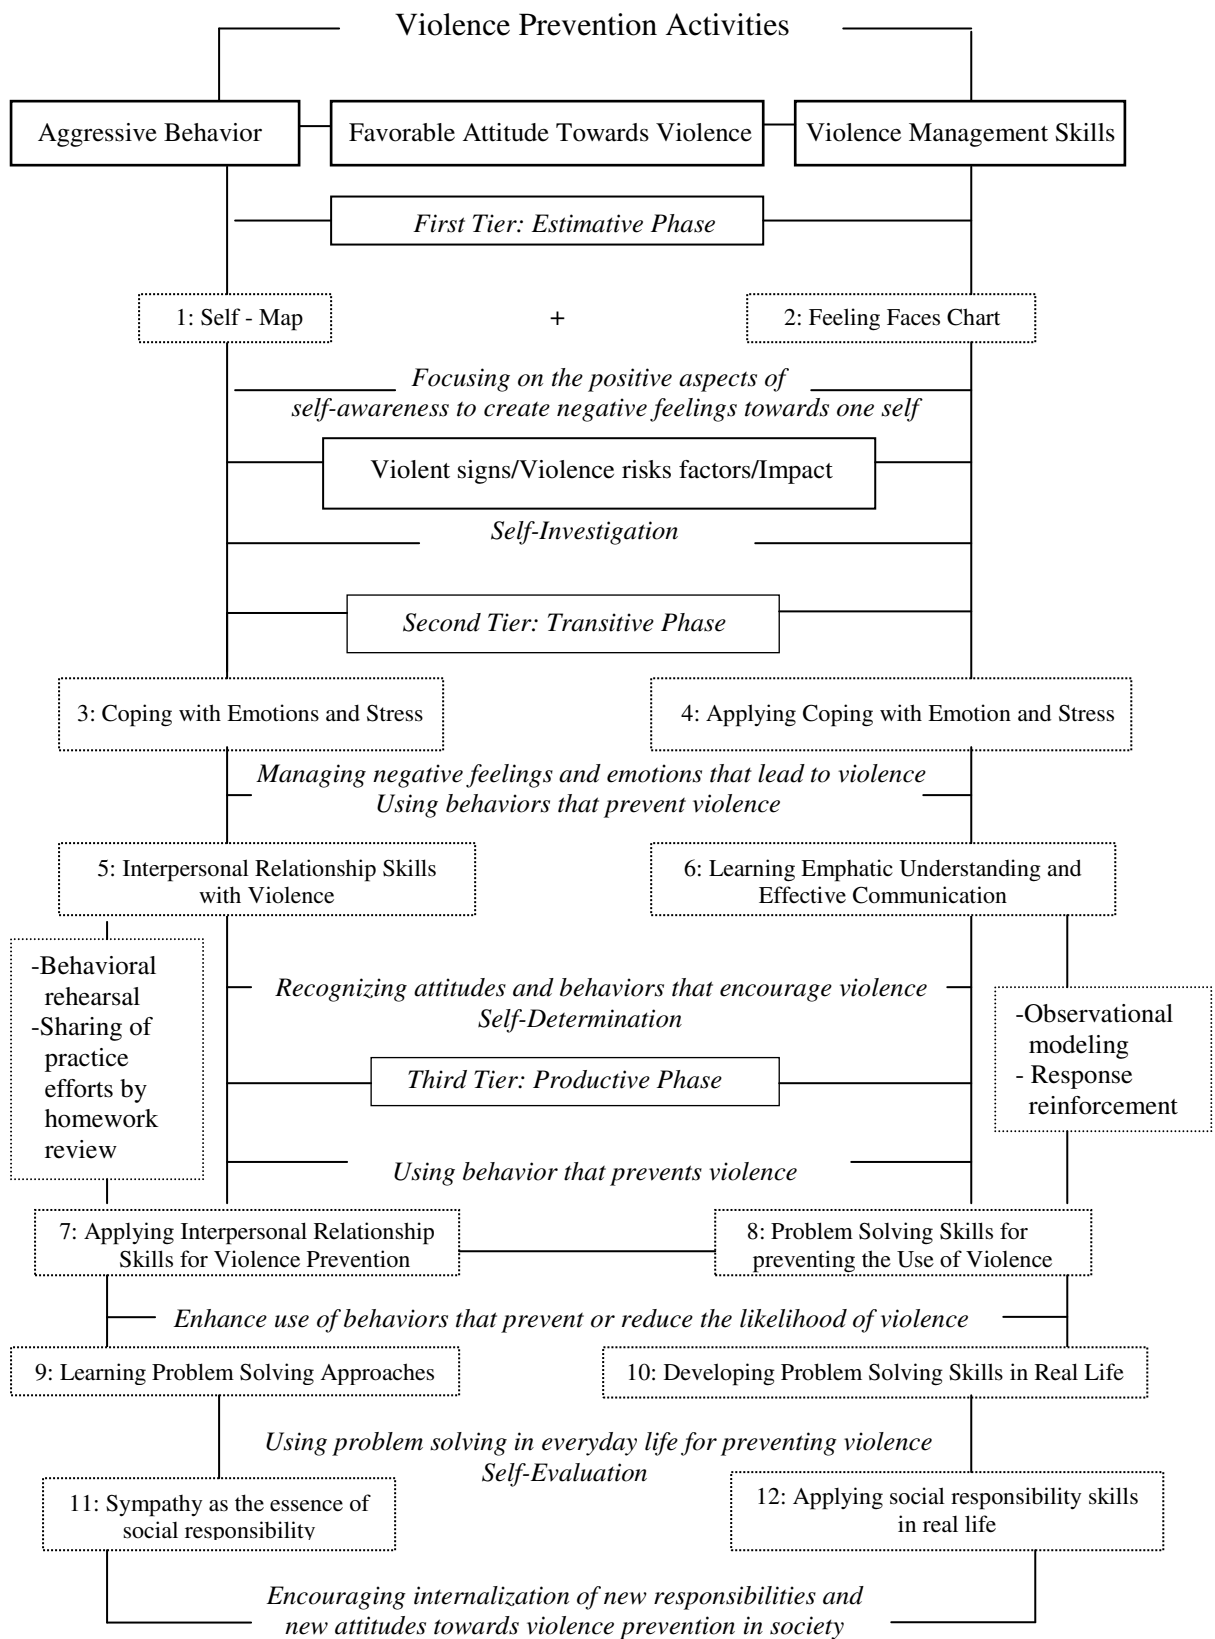 Violence Prevention Activities
Aggressive Behavior
Favorable Attitude Towards Violence
Violence Management Skills
First Tier: Estimative Phase
1: Self - Map
+
2: Feeling Faces Chart
Focusing on the positive aspects of
self-awareness to create negative feelings towards one self
Violent signs/Violence risks factors/Impact
Self-Investigation
Second Tier: Transitive Phase
3: Coping with Emotions and Stress
4: Applying Coping with Emotion and Stress
Managing negative feelings and emotions that lead to violence
Using behaviors that prevent violence
5: Interpersonal Relationship Skills
with Violence
6: Learning Emphatic Understanding and
Effective Communication
-Behavioral
rehearsal
-Sharing of
practice
efforts by
homework
review
Recognizing attitudes and behaviors that encourage violence
Self-Determination
-Observational
modeling
- Response
reinforcement
Third Tier: Productive Phase
Using behavior that prevents violence
7: Applying Interpersonal Relationship
Skills for Violence Prevention
8: Problem Solving Skills for
preventing the Use of Violence
Enhance use of behaviors that prevent or reduce the likelihood of violence
9: Learning Problem Solving Approaches
10: Developing Problem Solving Skills in Real Life
Using problem solving in everyday life for preventing violence
Self-Evaluation
11: Sympathy as the essence of
social responsibility
12: Applying social responsibility skills
in real life
Encouraging internalization of new responsibilities and
new attitudes towards violence prevention in society